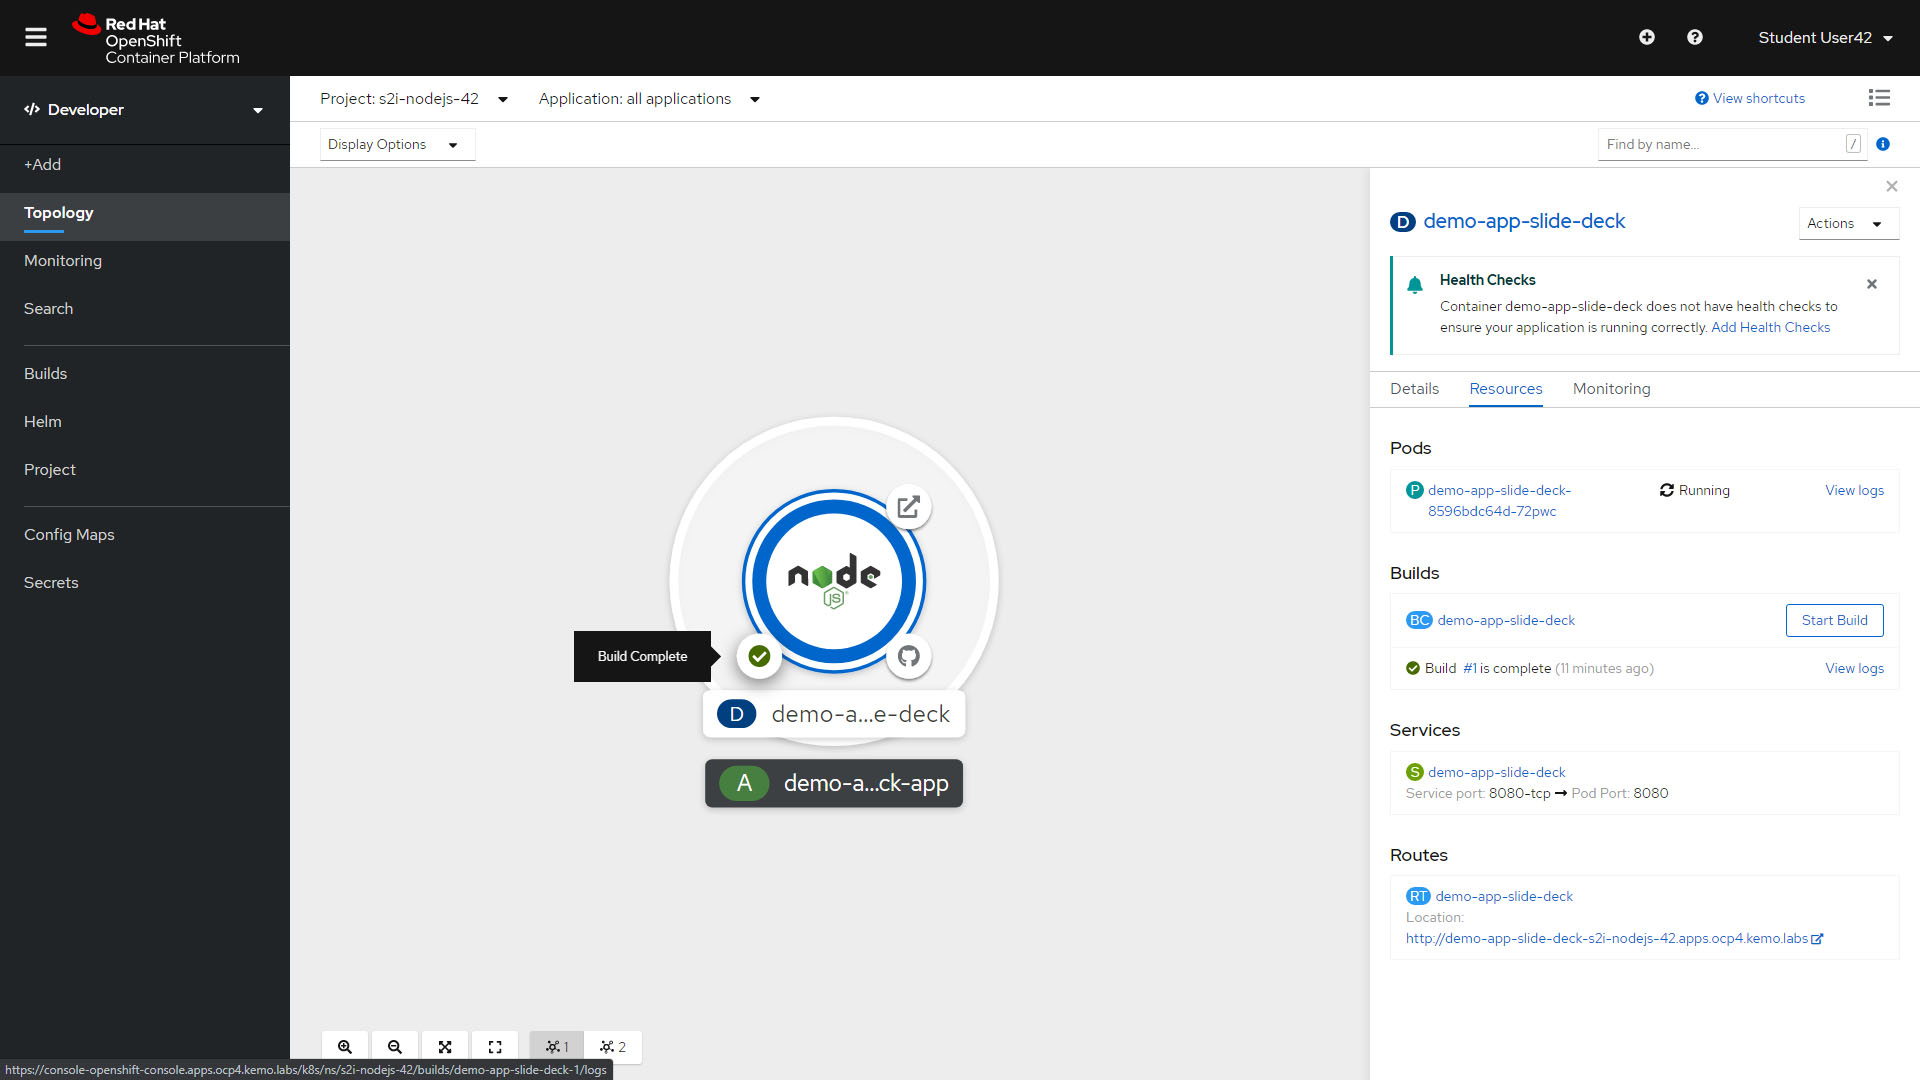 Red Hat
OpenShift
Container Platform
Student User42
Developer
+Add
Topology
Monitoring
Search
Builds
Helm
Project
Config Maps
Secrets
Project: s2i-nodejs-42
Application: all applications
View shortcuts
Display Options
Find by name...
/
demo-app-slide-deck
D
Actions
Health Checks
Container demo-app-slide-deck does not have health checks to
ensure your application is running correctly. Add Health Checks
Details
Resources
Monitoring
Pods
P demo-app-slide-deck-
8596bdc64d-72pwc
Running
View logs
Builds
BC demo-app-slide-deck
Start Build
Build #1 is complete (11 minutes ago)
View logs
Services
S demo-app-slide-deck
Service port: 8080-tcp → Pod Port: 8080
Routes
RT demo-app-slide-deck
Location:
http://demo-app-slide-deck-s2i-nodejs-42.apps.ocp4.kemo.labs
node
JS
Build Complete
D demo-a...e-deck
A demo-a...ck-app
1
2
https://console-openshift-console.apps.ocp4.kemo.labs/k8s/ns/s2i-nodejs-42/builds/demo-app-slide-deck-1/logs